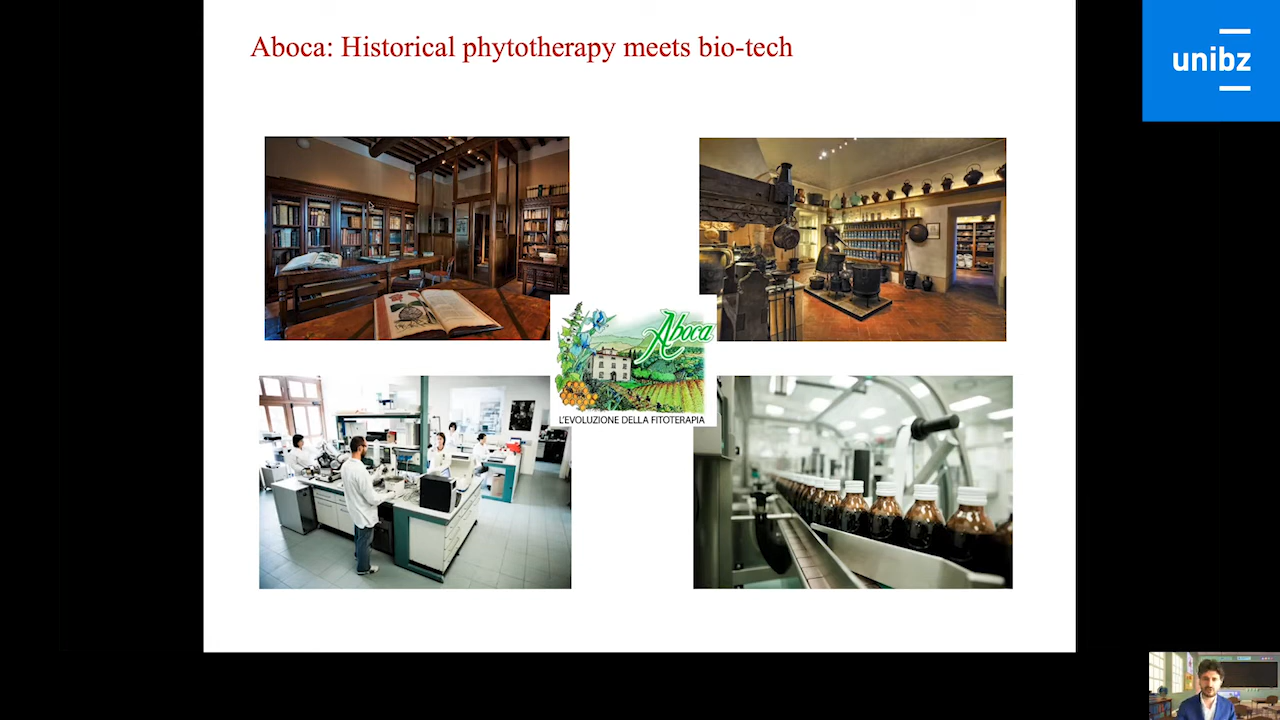 Aboca: Historical phytotherapy meets bio-tech
unibz
Aboca
L'EVOLUZIONE DELLA FITOTERAPIA